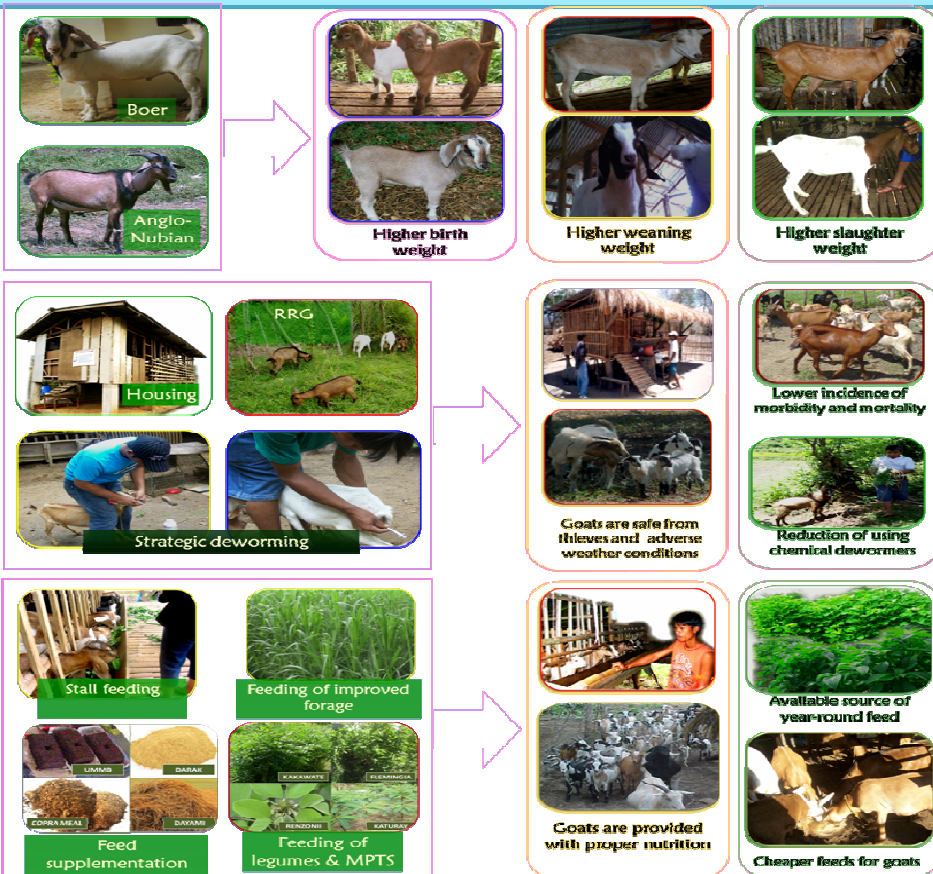 Boer
Anglo-
Nubian
Higher birth
weight
Higher weaning
weight
Higher slaughter
weight
Housing
RRG
Strategic deworming
Goats are safe from
thieves and adverse
weather conditions
Lower incidence of
morbidity and mortality
Reduction of using
chemical dewormers
Stall feeding
Feeding of improved
forage
UMMB
DARAK
COPRA MEAL
DAYAMI
Feed
supplementation
KAKAWATE
FLEMINGIA
RENZONII
KATURAY
Feeding of
legumes & MPTS
Goats are provided
with proper nutrition
Available source of
year-round feed
Cheaper feeds for goats